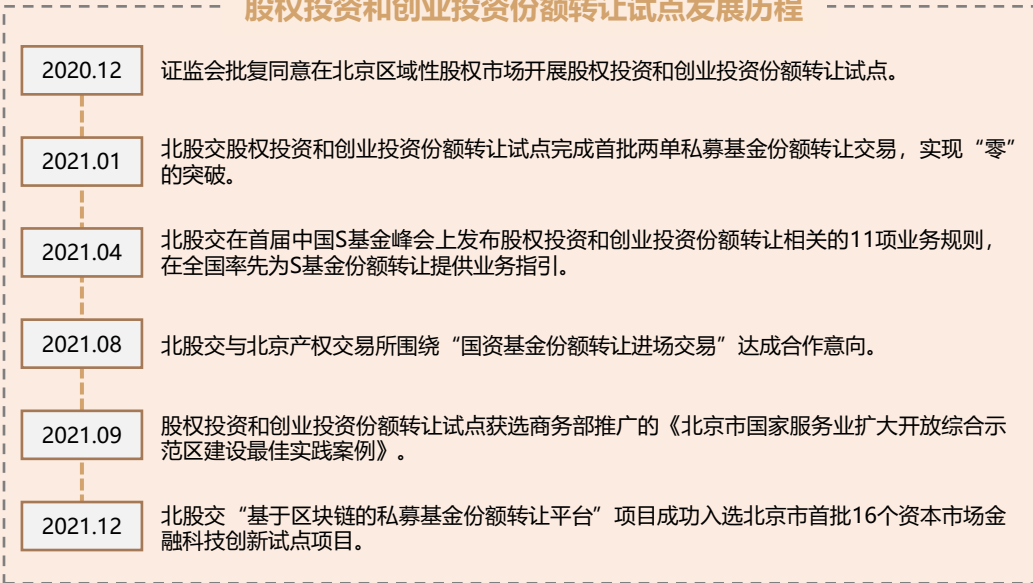 股权投资和创业投资份额转让试点发展历程
2020.12
证监会批复同意在北京区域性股权市场开展股权投资和创业投资份额转让试点。
2021.01
北股交股权投资和创业投资份额转让试点完成首批两单私募基金份额转让交易，实现“零”
的突破。
2021.04
北股交在首届中国S基金峰会上发布股权投资和创业投资份额转让相关的11项业务规则，
在全国率先为S基金份额转让提供业务指引。
2021.08
北股交与北京产权交易所围绕“国资基金份额转让进场交易”达成合作意向。
2021.09
股权投资和创业投资份额转让试点获选商务部推广的《北京市国家服务业扩大开放综合示
范区建设最佳实践案例》。
2021.12
北股交“基于区块链的私募基金份额转让平台”项目成功入选北京市首批16个资本市场金
融科技创新试点项目。